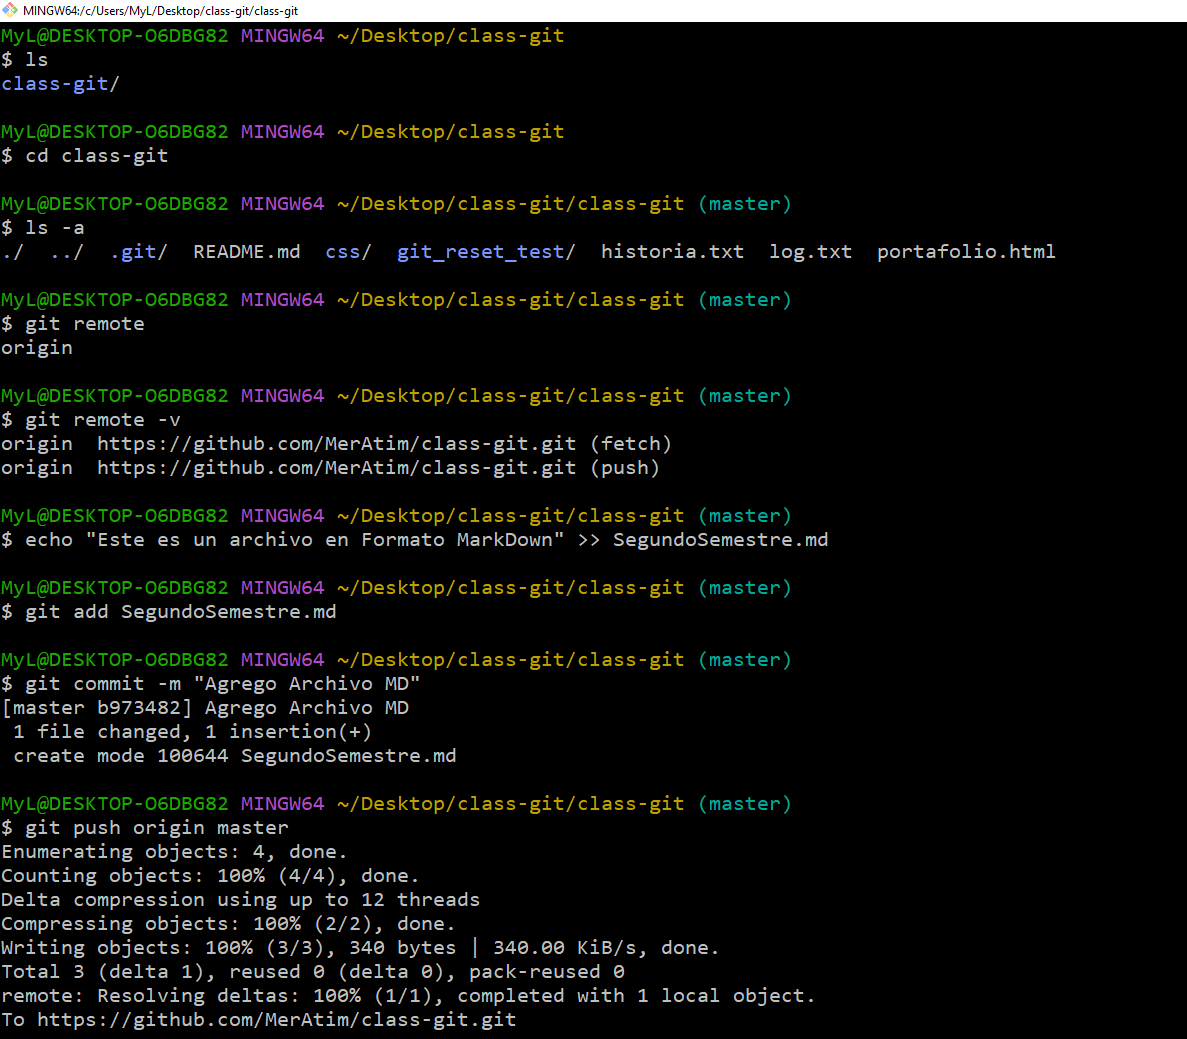 MINGW64:/c/Users/MyL/Desktop/class-git/class-git
MyL@DESKTOP-O6DBG82 MINGW64 ~/Desktop/class-git
$ ls
class-git/
MyL@DESKTOP-O6DBG82 MINGW64 ~/Desktop/class-git
$ cd class-git
MyL@DESKTOP-O6DBG82 MINGW64 ~/Desktop/class-git/class-git (master)
$ ls -a
./  ../  .git/  README.md  css/  git_reset_test/  historia.txt  log.txt  portafolio.html
MyL@DESKTOP-O6DBG82 MINGW64 ~/Desktop/class-git/class-git (master)
$ git remote
origin
MyL@DESKTOP-O6DBG82 MINGW64 ~/Desktop/class-git/class-git (master)
$ git remote -v
origin  https://github.com/MerAtim/class-git.git (fetch)
origin  https://github.com/MerAtim/class-git.git (push)
MyL@DESKTOP-O6DBG82 MINGW64 ~/Desktop/class-git/class-git (master)
$ echo "Este es un archivo en Formato MarkDown" >> SegundoSemestre.md
MyL@DESKTOP-O6DBG82 MINGW64 ~/Desktop/class-git/class-git (master)
$ git add SegundoSemestre.md
MyL@DESKTOP-O6DBG82 MINGW64 ~/Desktop/class-git/class-git (master)
$ git commit -m "Agrego Archivo MD"
[master b973482] Agrego Archivo MD
 1 file changed, 1 insertion(+)
 create mode 100644 SegundoSemestre.md
MyL@DESKTOP-O6DBG82 MINGW64 ~/Desktop/class-git/class-git (master)
$ git push origin master
Enumerating objects: 4, done.
Counting objects: 100% (4/4), done.
Delta compression using up to 12 threads
Compressing objects: 100% (2/2), done.
Writing objects: 100% (3/3), 340 bytes | 340.00 KiB/s, done.
Total 3 (delta 1), reused 0 (delta 0), pack-reused 0
remote: Resolving deltas: 100% (1/1), completed with 1 local object.
To https://github.com/MerAtim/class-git.git